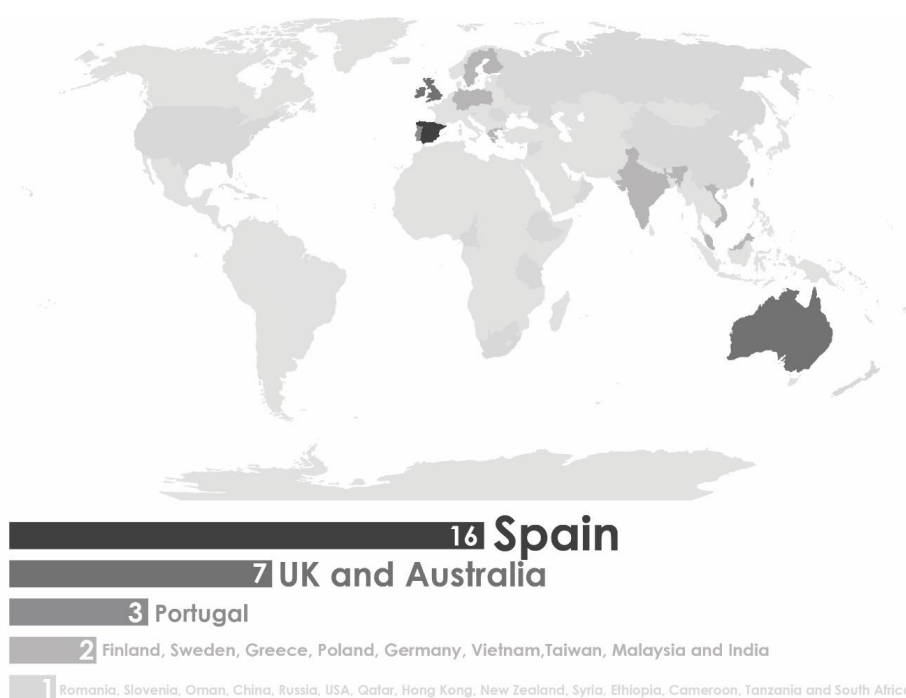 16 Spain
7 UK and Australia
3 Portugal
2 Finland, Sweden, Greece, Poland, Germany, Vietnam,Taiwan, Malaysia and India
1 Romania, Slovenia, Oman, China, Russia, USA, Qatar, Hong Kong, New Zealand, Syria, Ethiopia, Cameroon, Tanzania and South Africa